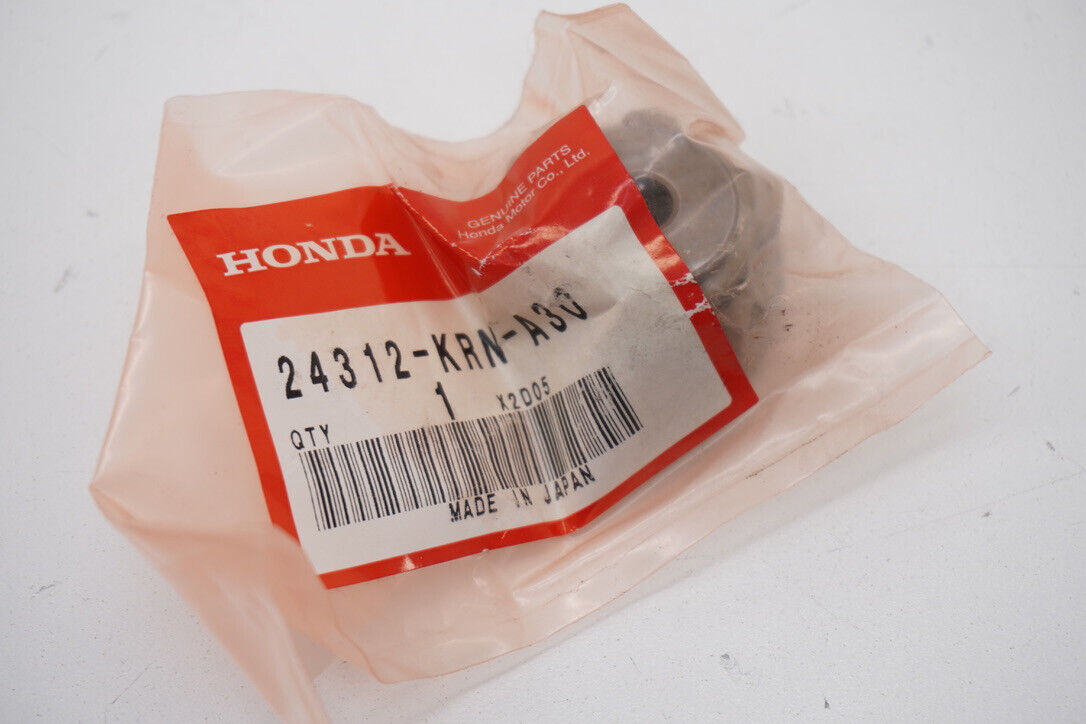 GENUINE PARTS
Honda Motor Co., Ltd.
HONDA
24312-KRN-A30
1 X2D05
QTY
MADE IN JAPAN